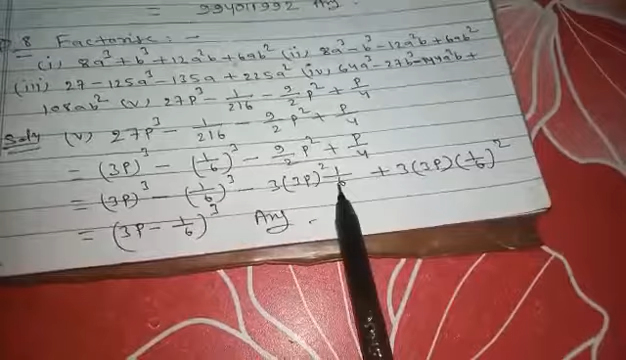 = 994011992 Ans
8 Factorise :-
(i) 8a³ + b³ + 12a²b + 6ab² (ii) 8a³ - b³ - 12a²b + 6ab²
(iii) 27 - 125a³ - 135a + 225a² (iv) 64a³ - 27b³ - 144a²b +
108ab² (v) 27p³ - 1/216 - 9/2 p² + p/4
Solⁿ (v) 27p³ - 1/216 - 9/2 p² + p/4
= (3p)³ - (1/6)³ - 9/2 p² + p/4
= (3p)³ - (1/6)³ - 3(3p)² 1/6 + 3(3p)(1/6)²
= (3p - 1/6)³ Ans.